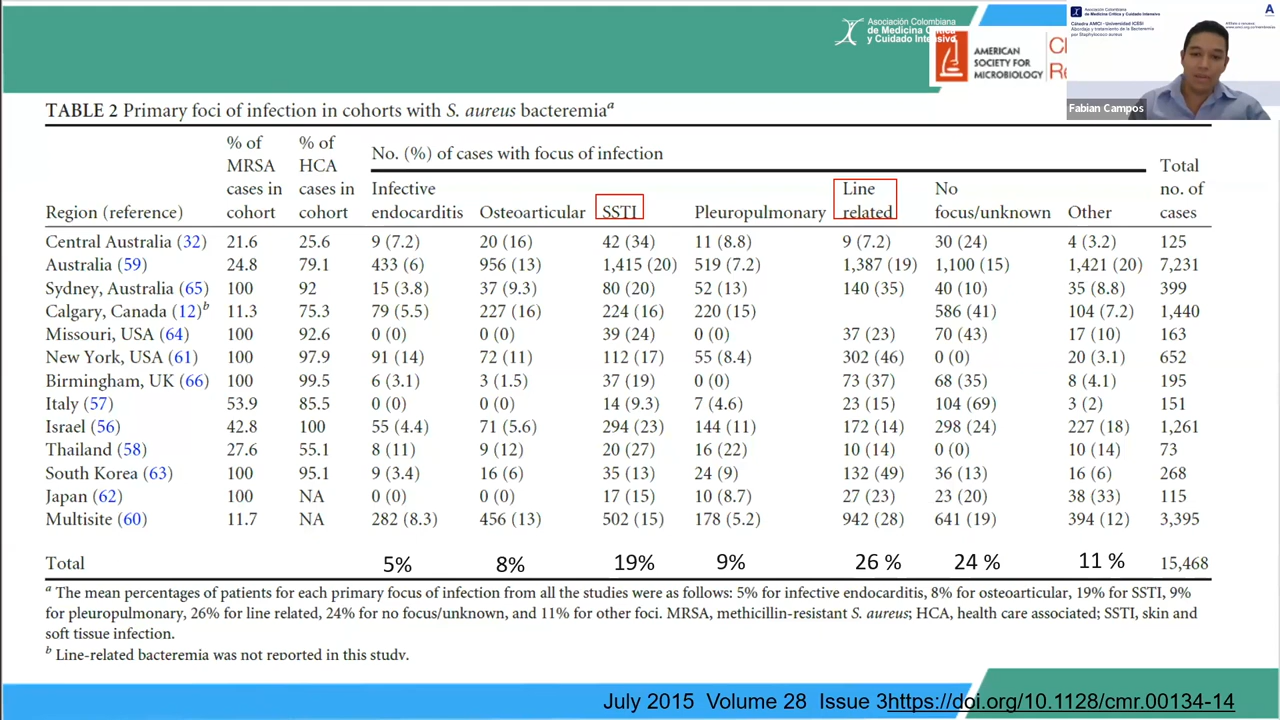 Asociación Colombiana
de Medicina Crítica
y Cuidado Intensivo
AMERICAN
SOCIETY FOR
MICROBIOLOGY
Asociación Colombiana
de Medicina Crítica y Cuidado Intensivo
Cátedra AMCI - Universidad ICESI
Abordaje y tratamiento de la Bacteremia
por Staphylococcus aureus
A
Fabian Campos
TABLE 2 Primary foci of infection in cohorts with S. aureus bacteremiaᵃ
% of MRSA cases in cohort
% of HCA cases in cohort
No. (%) of cases with focus of infection
Region (reference) Infective endocarditis Osteoarticular SSTI Pleuropulmonary Line related No focus/unknown Other Total no. of cases
Central Australia (32) 21.6 25.6 9 (7.2) 20 (16) 42 (34) 11 (8.8) 9 (7.2) 30 (24) 4 (3.2) 125
Australia (59) 24.8 79.1 433 (6) 956 (13) 1,415 (20) 519 (7.2) 1,387 (19) 1,100 (15) 1,421 (20) 7,231
Sydney, Australia (65) 100 92 15 (3.8) 37 (9.3) 80 (20) 52 (13) 140 (35) 40 (10) 35 (8.8) 399
Calgary, Canada (12)ᵇ 11.3 75.3 79 (5.5) 227 (16) 224 (16) 220 (15) 586 (41) 104 (7.2) 1,440
Missouri, USA (64) 100 92.6 0 (0) 0 (0) 39 (24) 0 (0) 37 (23) 70 (43) 17 (10) 163
New York, USA (61) 100 97.9 91 (14) 72 (11) 112 (17) 55 (8.4) 302 (46) 0 (0) 20 (3.1) 652
Birmingham, UK (66) 100 99.5 6 (3.1) 3 (1.5) 37 (19) 0 (0) 73 (37) 68 (35) 8 (4.1) 195
Italy (57) 53.9 85.5 0 (0) 0 (0) 14 (9.3) 7 (4.6) 23 (15) 104 (69) 3 (2) 151
Israel (56) 42.8 100 55 (4.4) 71 (5.6) 294 (23) 144 (11) 172 (14) 298 (24) 227 (18) 1,261
Thailand (58) 27.6 55.1 8 (11) 9 (12) 20 (27) 16 (22) 10 (14) 0 (0) 10 (14) 73
South Korea (63) 100 95.1 9 (3.4) 16 (6) 35 (13) 24 (9) 132 (49) 36 (13) 16 (6) 268
Japan (62) 100 NA 0 (0) 0 (0) 17 (15) 10 (8.7) 27 (23) 23 (20) 38 (33) 115
Multisite (60) 11.7 NA 282 (8.3) 456 (13) 502 (15) 178 (5.2) 942 (28) 641 (19) 394 (12) 3,395
Total 5% 8% 19% 9% 26 % 24 % 11 % 15,468
ᵃ The mean percentages of patients for each primary focus of infection from all the studies were as follows: 5% for infective endocarditis, 8% for osteoarticular, 19% for SSTI, 9%
for pleuropulmonary, 26% for line related, 24% for no focus/unknown, and 11% for other foci. MRSA, methicillin-resistant S. aureus; HCA, health care associated; SSTI, skin and
soft tissue infection.
ᵇ Line-related bacteremia was not reported in this study.
July 2015 Volume 28 Issue 3https://doi.org/10.1128/cmr.00134-14